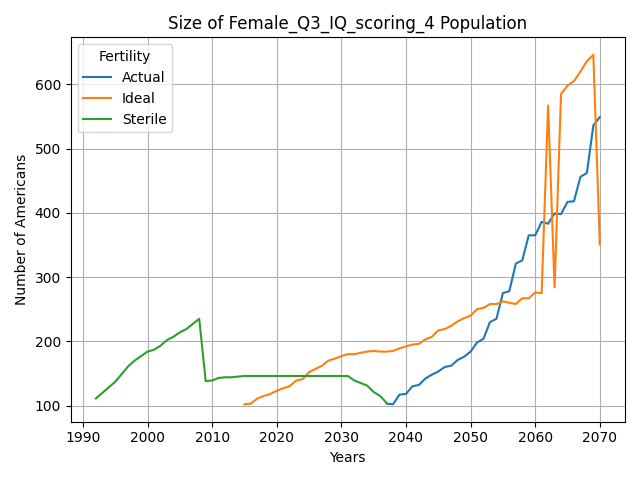 Size of Female_Q3_IQ_scoring_4 Population
Fertility
Actual
Ideal
Sterile
Number of Americans
600
500
400
300
200
100
1990 2000 2010 2020 2030 2040 2050 2060 2070
Years